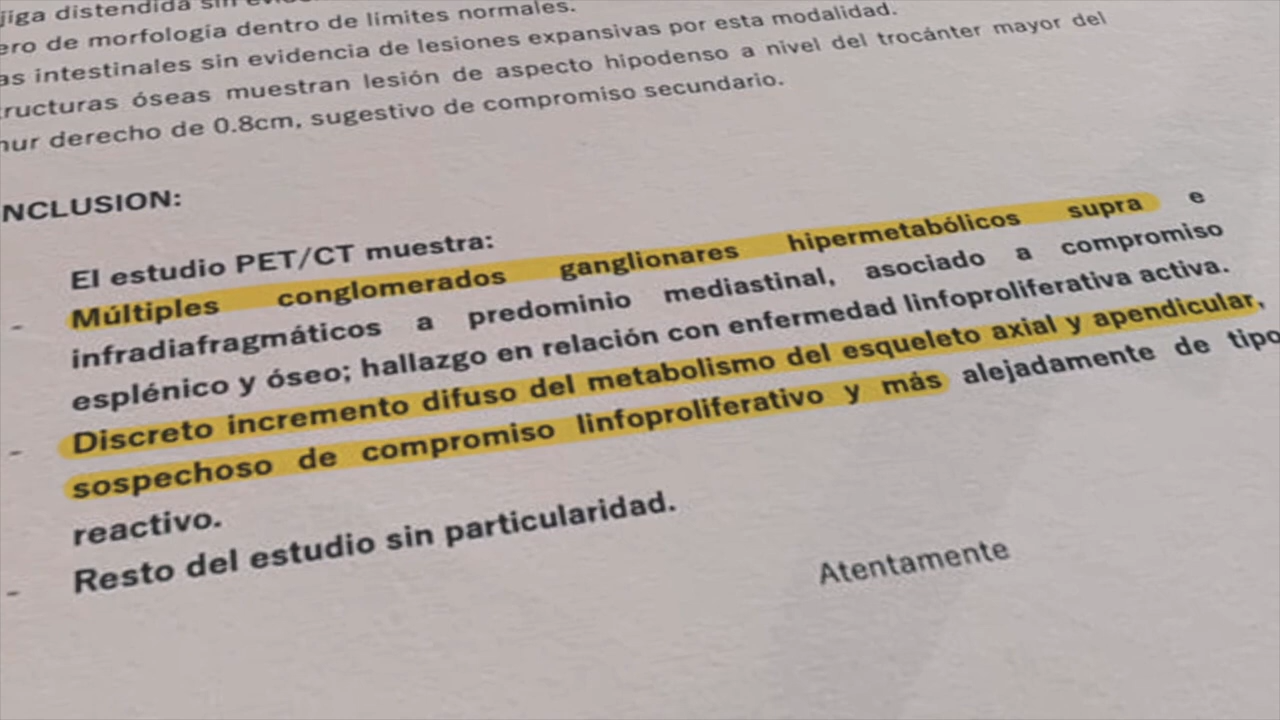 jiga distendida sin
ero de morfología dentro de límites normales.
as intestinales sin evidencia de lesiones expansivas por esta modalidad.
tructuras óseas muestran lesión de aspecto hipodenso a nivel del trocánter mayor del
mur derecho de 0.8cm, sugestivo de compromiso secundario.
NCLUSION:
El estudio PET/CT muestra:
- Múltiples conglomerados ganglionares hipermetabólicos supra e
infradiafragmáticos a predominio mediastinal, asociado a compromiso
esplénico y óseo; hallazgo en relación con enfermedad linfoproliferativa activa.
- Discreto incremento difuso del metabolismo del esqueleto axial y apendicular,
sospechoso de compromiso linfoproliferativo y más alejadamente de tipo
reactivo.
- Resto del estudio sin particularidad.
Atentamente